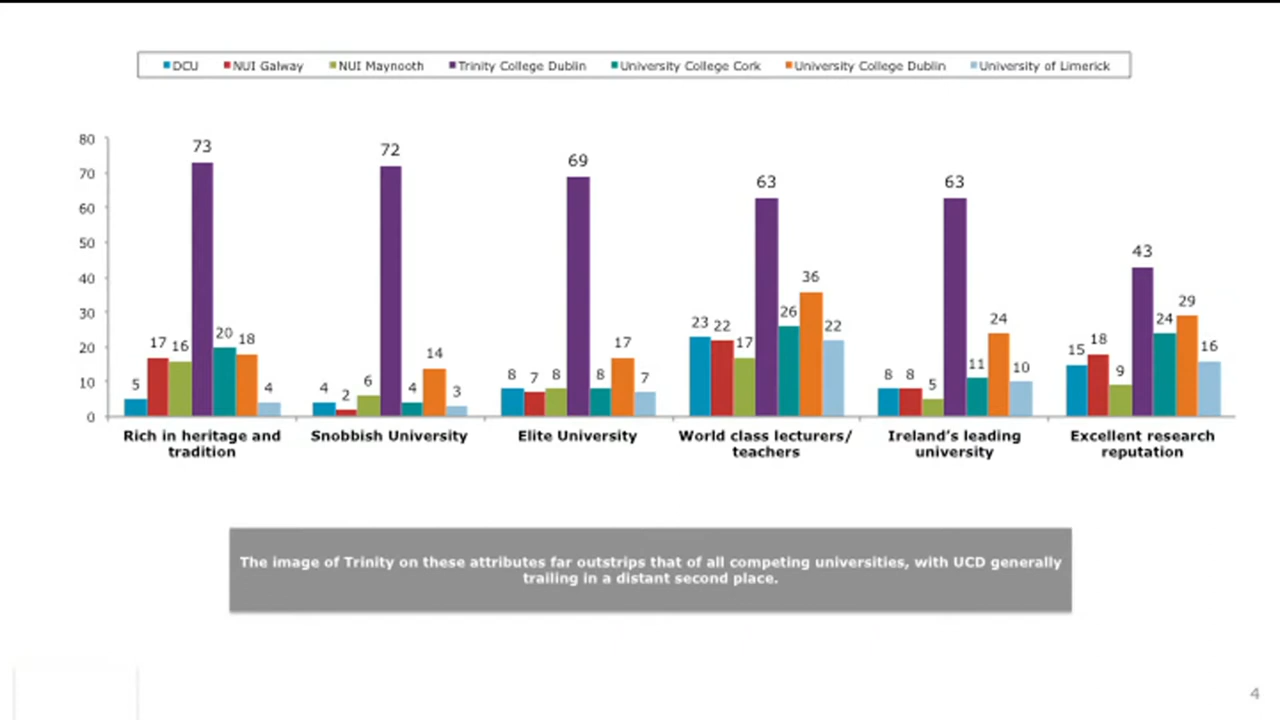 DCU NUI Galway NUI Maynooth Trinity College Dublin University College Cork University College Dublin University of Limerick
80
70
60
50
40
30
20
10
0
5 17 16 73 20 18 4
4 2 6 72 4 14 3
8 7 8 69 8 17 7
23 22 17 63 26 36 22
8 8 5 63 11 24 10
15 18 9 43 24 29 16
Rich in heritage and
tradition
Snobbish University
Elite University
World class lecturers/
teachers
Ireland’s leading
university
Excellent research
reputation
The image of Trinity on these attributes far outstrips that of all competing universities, with UCD generally
trailing in a distant second place.
4